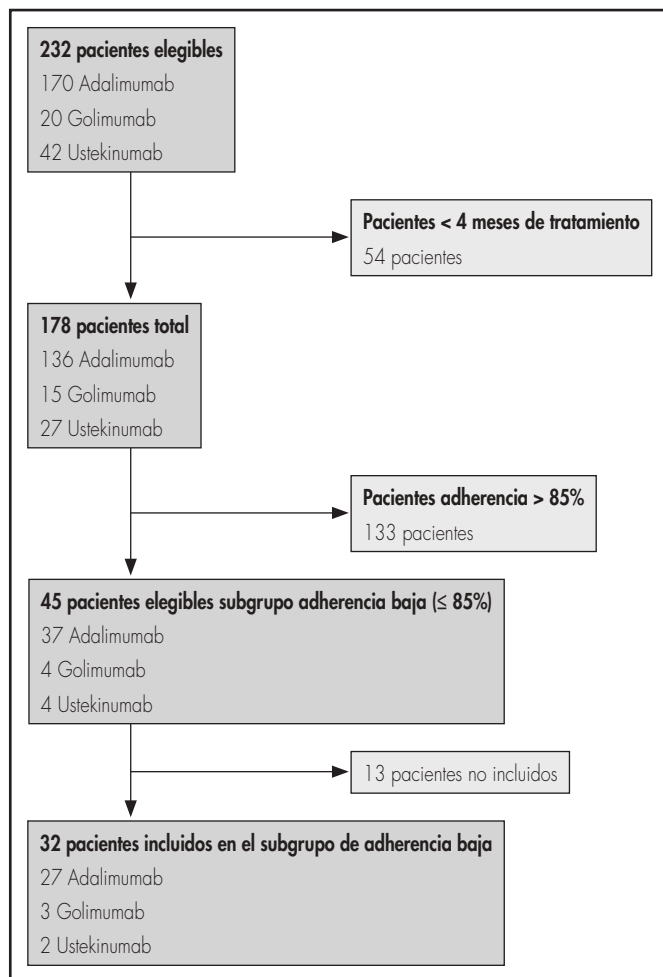 232 pacientes elegibles
170 Adalimumab
20 Golimumab
42 Ustekinumab
Pacientes < 4 meses de tratamiento
54 pacientes
178 pacientes total
136 Adalimumab
15 Golimumab
27 Ustekinumab
Pacientes adherencia > 85%
133 pacientes
45 pacientes elegibles subgrupo adherencia baja (≤ 85%)
37 Adalimumab
4 Golimumab
4 Ustekinumab
13 pacientes no incluidos
32 pacientes incluidos en el subgrupo de adherencia baja
27 Adalimumab
3 Golimumab
2 Ustekinumab